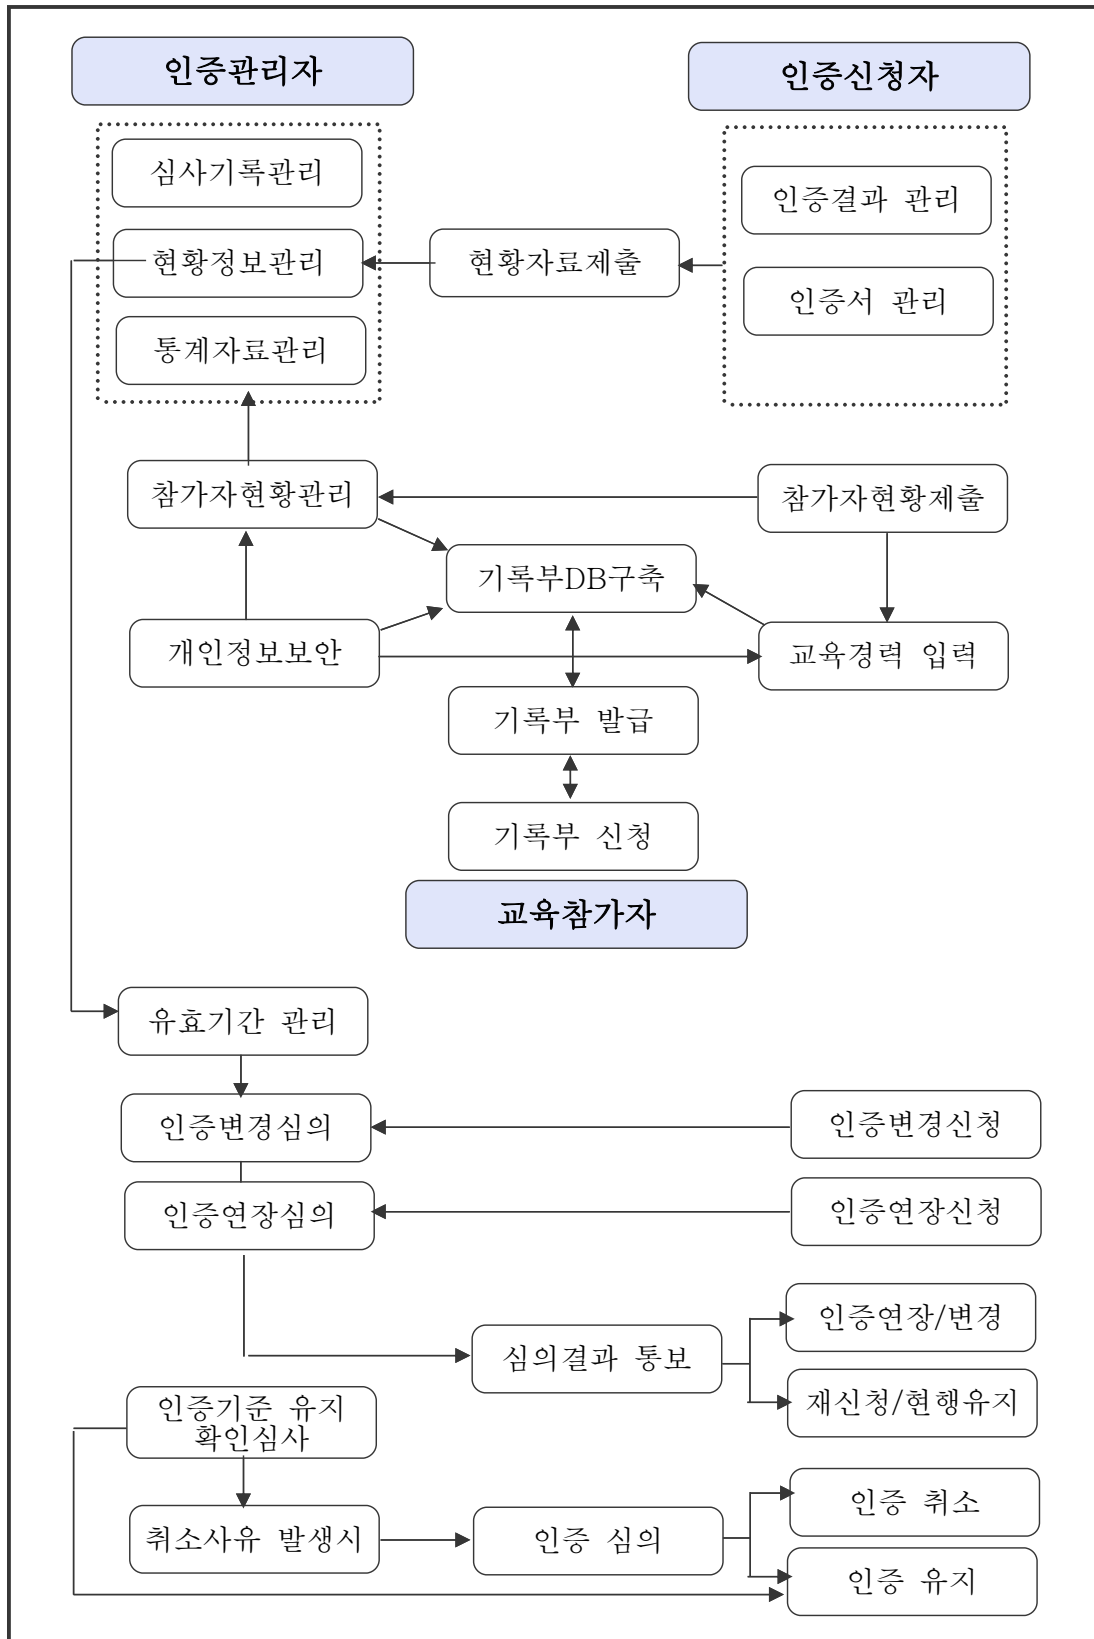 인증관리자
인증신청자
심사기록관리
인증결과 관리
현황정보관리
현황자료제출
인증서 관리
통계자료관리
참가자현황관리
참가자현황제출
기록부DB구축
개인정보보안
교육경력 입력
기록부 발급
기록부 신청
교육참가자
유효기간 관리
인증변경심의
인증변경신청
인증연장심의
인증연장신청
인증연장/변경
심의결과 통보
재신청/현행유지
인증기준 유지
확인심사
인증 취소
취소사유 발생시
인증 심의
인증 유지